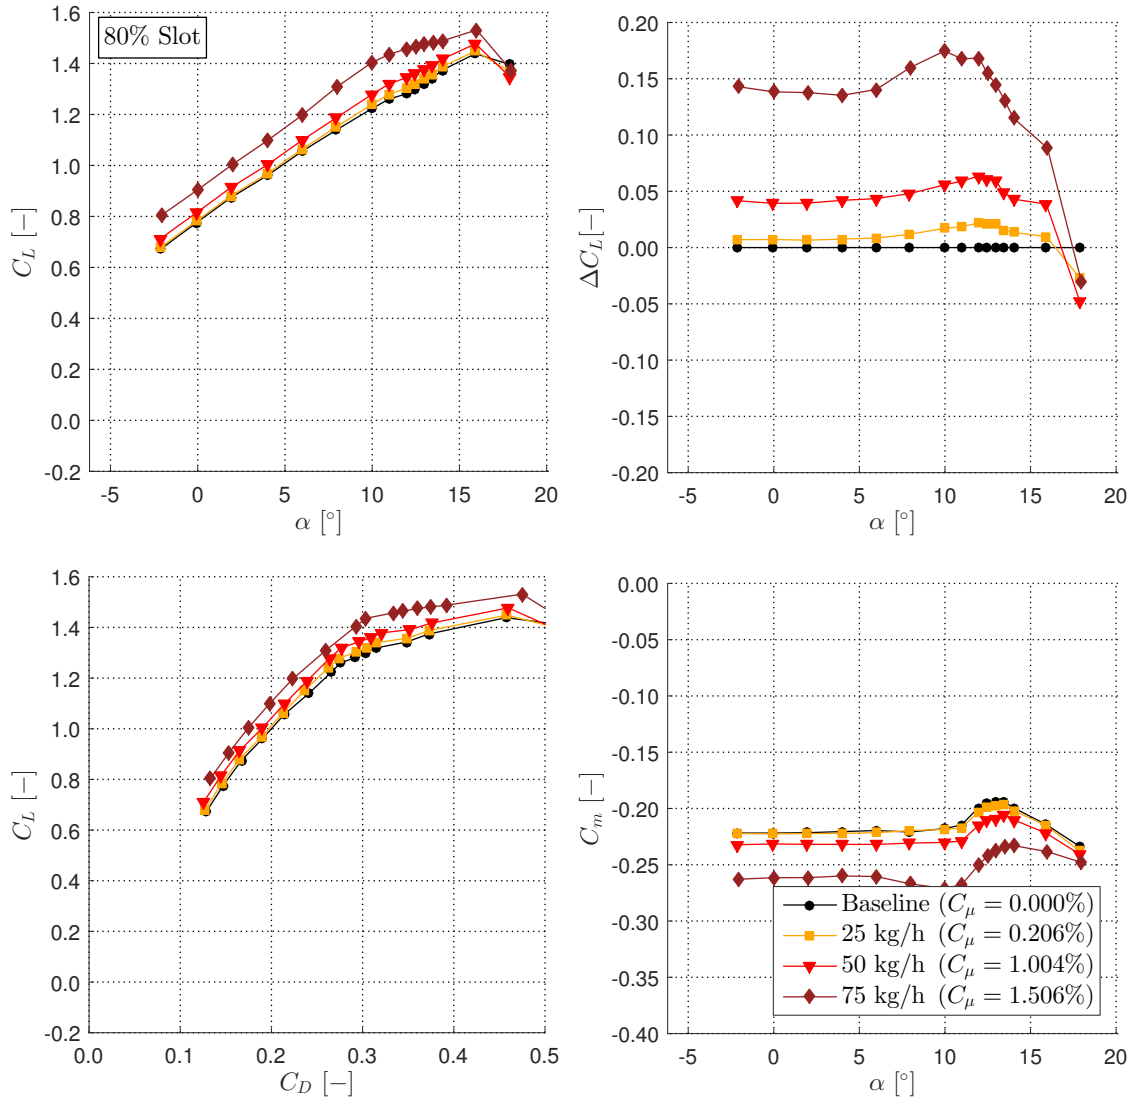 80% Slot
1.6
1.4
1.2
1.0
0.8
0.6
0.4
0.2
0.0
-0.2
C_L [−]
-5 0 5 10 15 20
α [°]
0.20
0.15
0.10
0.05
0.00
-0.05
-0.10
-0.15
-0.20
ΔC_L[−]
-5 0 5 10 15 20
α [°]
1.6
1.4
1.2
1.0
0.8
0.6
0.4
0.2
0.0
-0.2
C_L [−]
0.0 0.1 0.2 0.3 0.4 0.5
C_D [−]
0.00
-0.05
-0.10
-0.15
-0.20
-0.25
-0.30
-0.35
-0.40
C_m [−]
Baseline (C_μ = 0.000%)
25 kg/h (C_μ = 0.206%)
50 kg/h (C_μ = 1.004%)
75 kg/h (C_μ = 1.506%)
-5 0 5 10 15 20
α [°]